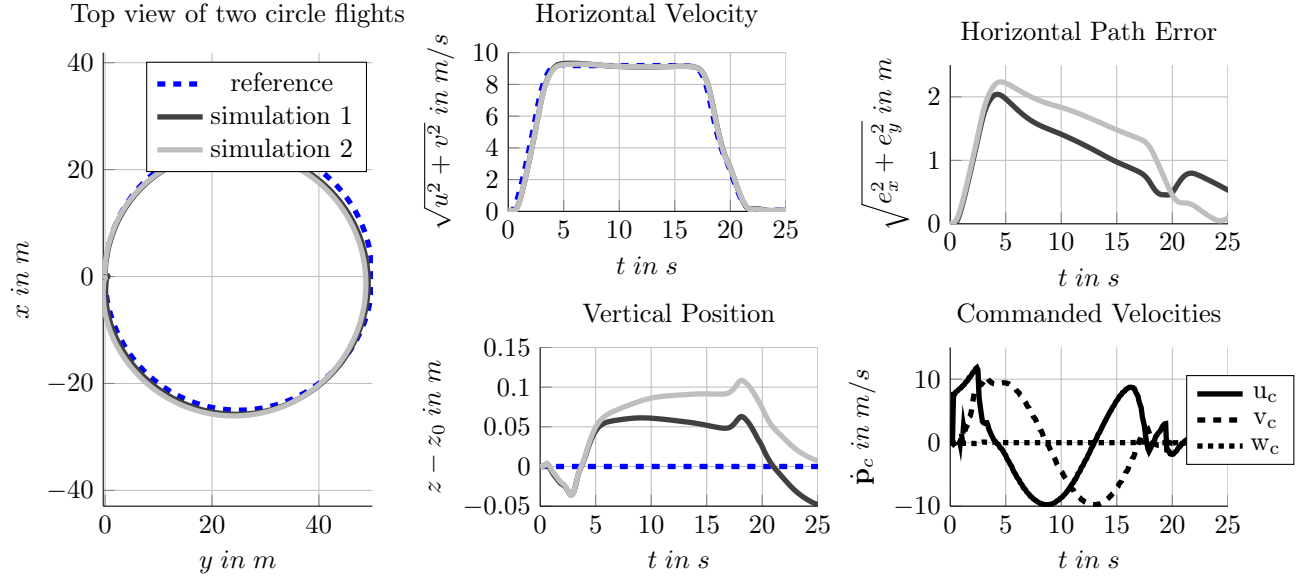 Top view of two circle flights
40
20
0
−20
−40
0
20
40
x in m
y in m
reference
simulation 1
simulation 2
Horizontal Velocity
10
8
6
4
2
0
0
5
10
15
20
25
√u² + v² in m/s
t in s
Horizontal Path Error
2
1
0
0
5
10
15
20
25
√e_x² + e_y² in m
t in s
Vertical Position
0.15
0.1
0.05
0
−0.05
0
5
10
15
20
25
z − z₀ in m
t in s
Commanded Velocities
10
0
−10
0
5
10
15
20
25
ṗ_c in m/s
t in s
u_c
v_c
w_c